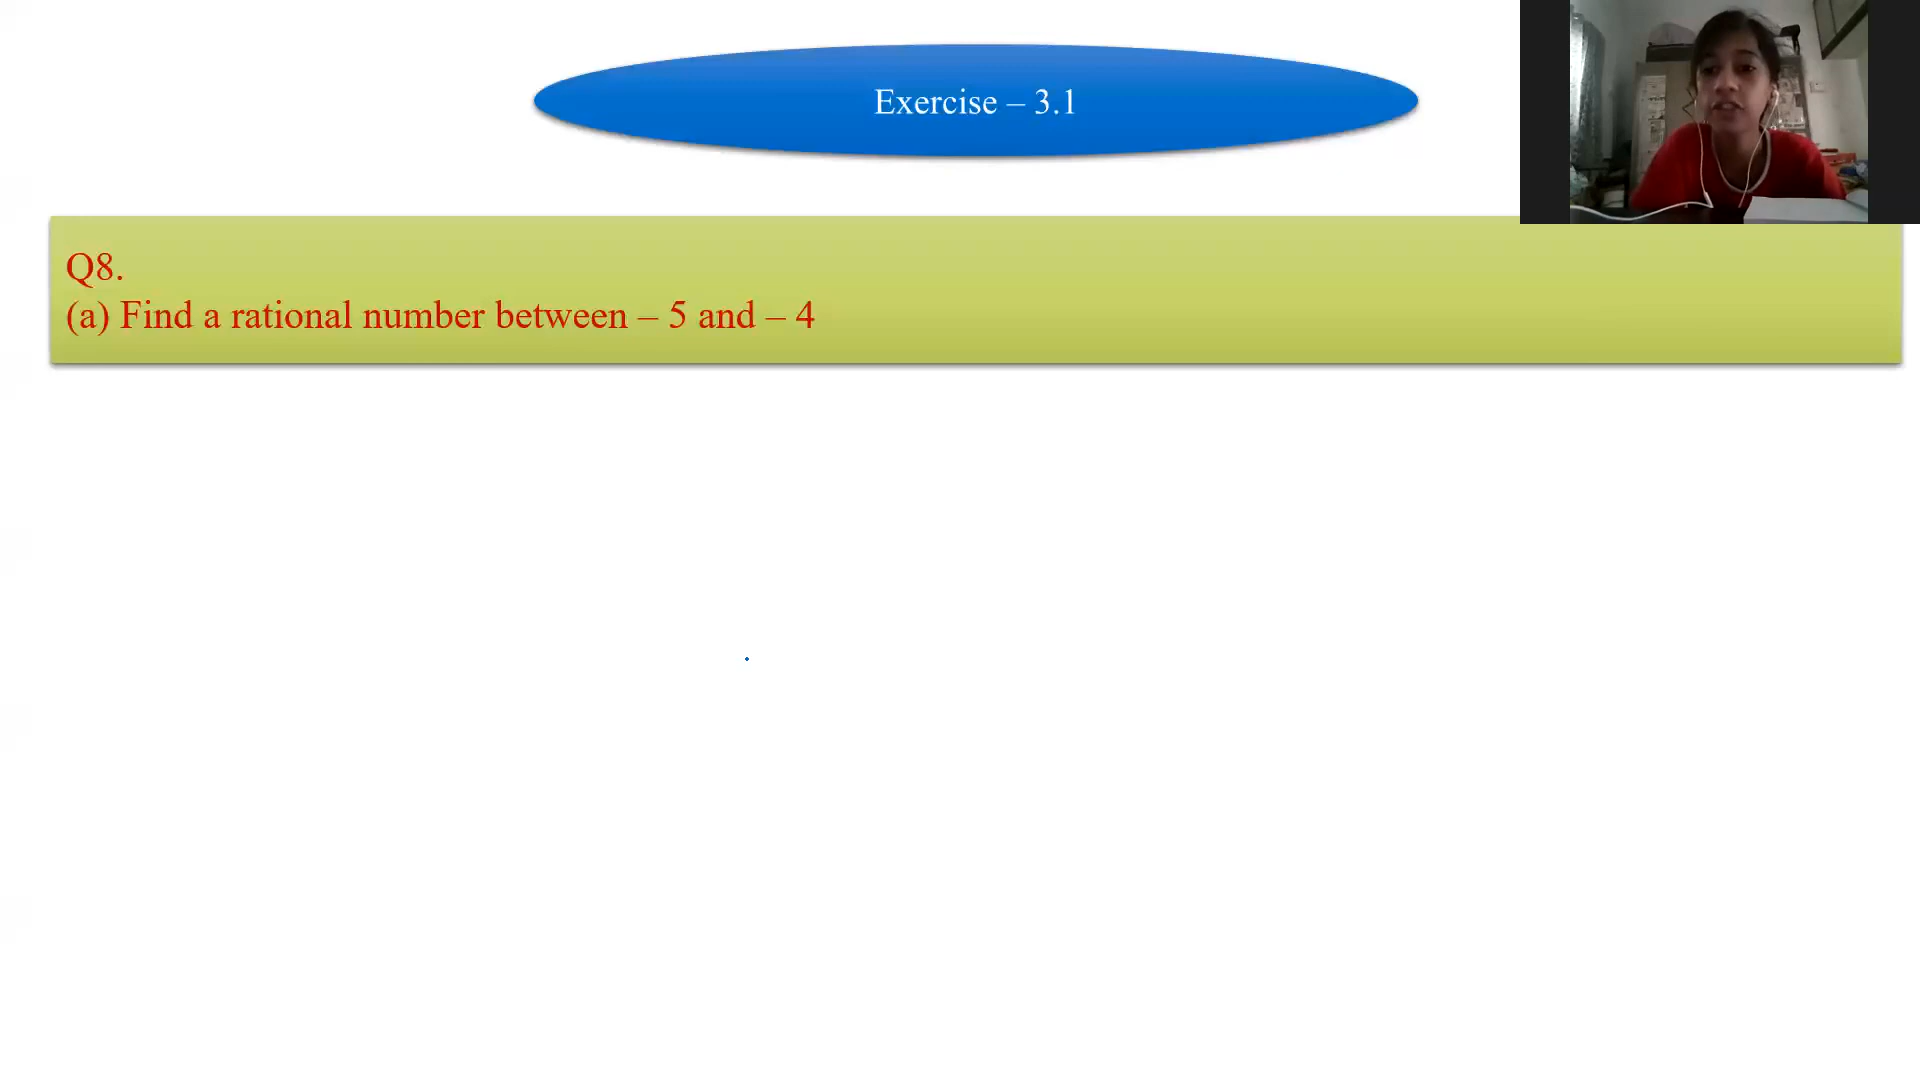 Exercise – 3.1
Q8.
(a) Find a rational number between – 5 and – 4